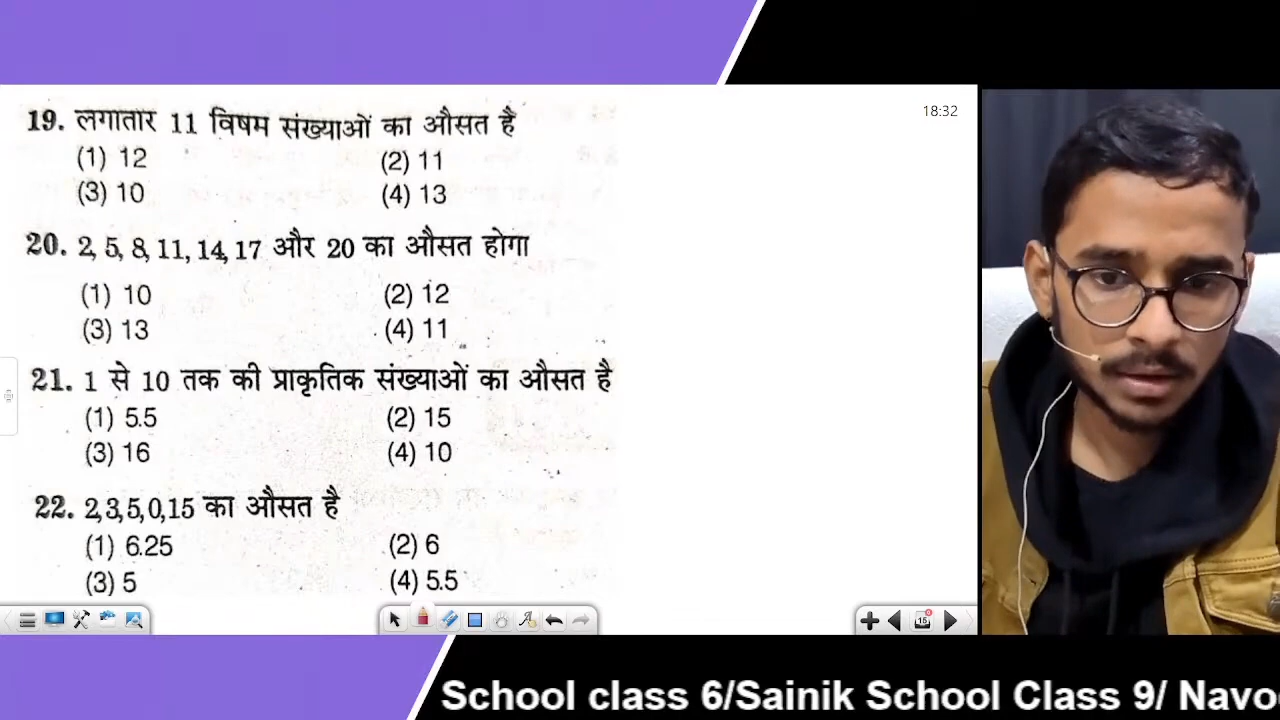 19. लगातार 11 विषम संख्याओं का औसत है
(1) 12 (2) 11
(3) 10 (4) 13
18:32
20. 2, 5, 8, 11, 14, 17 और 20 का औसत होगा
(1) 10 (2) 12
(3) 13 (4) 11
21. 1 से 10 तक की प्राकृतिक संख्याओं का औसत है
(1) 5.5 (2) 15
(3) 16 (4) 10
22. 2,3,5,0,15 का औसत है
(1) 6.25 (2) 6
(3) 5 (4) 5.5
School class 6/Sainik School Class 9/ Navo